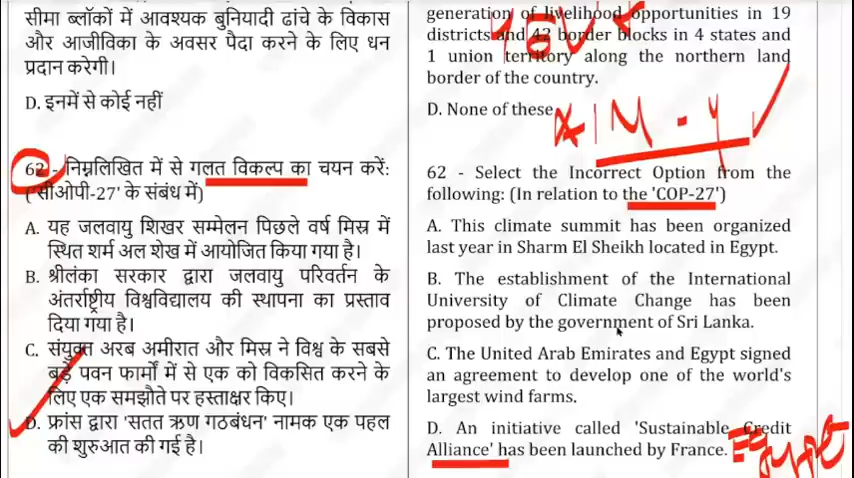 सीमा ब्लॉकों में आवश्यक बुनियादी ढांचे के विकास
और आजीविका के अवसर पैदा करने के लिए धन
प्रदान करेगी।
D. इनमें से कोई नहीं
62 - निम्नलिखित में से गलत विकल्प का चयन करें:
('सीओपी-27' के संबंध में)
A. यह जलवायु शिखर सम्मेलन पिछले वर्ष मिस्र में
स्थित शर्म अल शेख में आयोजित किया गया है।
B. श्रीलंका सरकार द्वारा जलवायु परिवर्तन के
अंतर्राष्ट्रीय विश्वविद्यालय की स्थापना का प्रस्ताव
दिया गया है।
C. संयुक्त अरब अमीरात और मिस्र ने विश्व के सबसे
बड़े पवन फार्मों में से एक को विकसित करने के
लिए एक समझौते पर हस्ताक्षर किए।
D. फ्रांस द्वारा 'सतत ऋण गठबंधन' नामक एक पहल
की शुरुआत की गई है।
generation of livelihood opportunities in 19
districts and 42 border blocks in 4 states and
1 union territory along the northern land
border of the country.
D. None of these
62 - Select the Incorrect Option from the
following: (In relation to the 'COP-27')
A. This climate summit has been organized
last year in Sharm El Sheikh located in Egypt.
B. The establishment of the International
University of Climate Change has been
proposed by the government of Sri Lanka.
C. The United Arab Emirates and Egypt signed
an agreement to develop one of the world's
largest wind farms.
D. An initiative called 'Sustainable Credit
Alliance' has been launched by France.